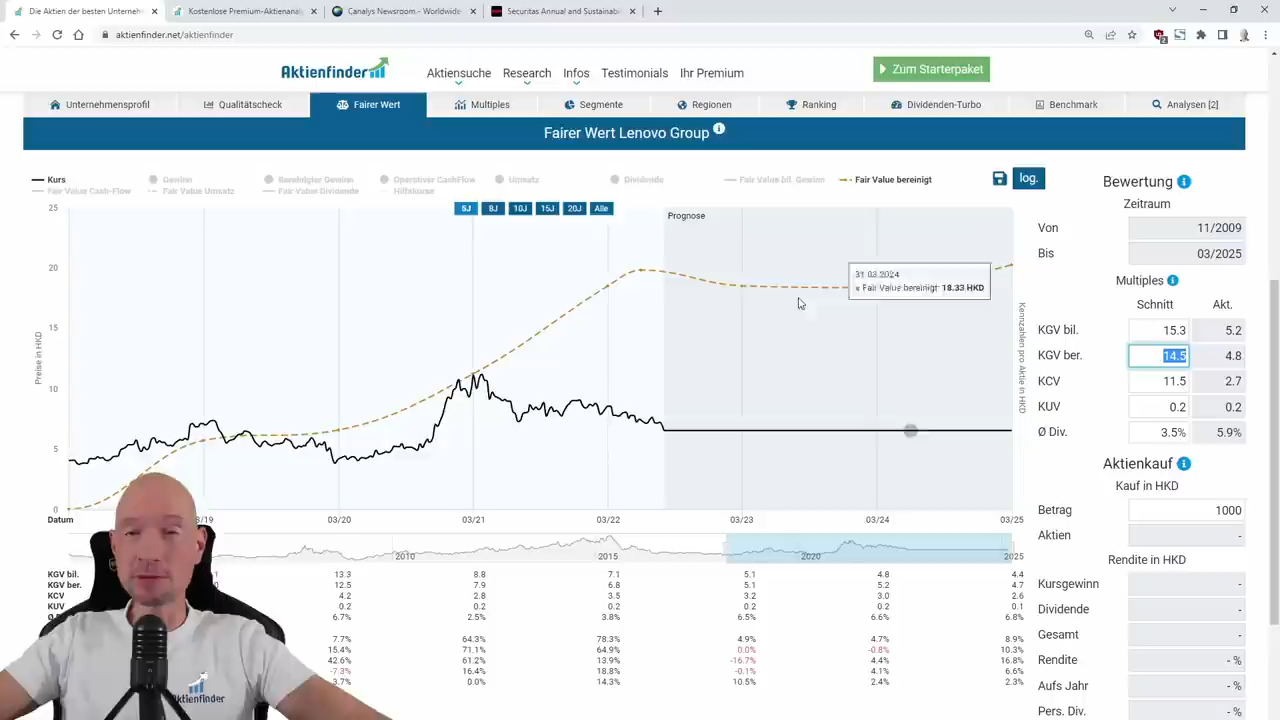 Die Aktien der besten Unterneh
Kostenlose Premium-Aktienanal
Canalys Newsroom - Worldwide
Securitas Annual and Sustainab
aktienfinder.net/aktienfinder
Aktienfinder
Aktiensuche
Research
Infos
Testimonials
Ihr Premium
Zum Starterpaket
Unternehmensprofil
Qualitätscheck
Fairer Wert
Multiples
Segmente
Regionen
Ranking
Dividenden-Turbo
Benchmark
Analysen [2]
Fairer Wert Lenovo Group
Kurs
Gewinn
Bereinigter Gewinn
Operativer CashFlow
Umsatz
Dividende
Fair Value bil. Gewinn
Fair Value bereinigt
Fair Value Cash-Flow
Fair Value Umsatz
Fair Value Dividende
Hilfskurse
log.
5J 8J 10J 15J 20J Alle
Prognose
25
20
15
10
5
0
Preise in HKD
Kennzahlen pro Aktie in HKD
31.03.2024
Fair Value bereinigt: 18.33 HKD
Datum
3/19 03/20 03/21 03/22 03/23 03/24 03/25
2010 2015 2020 2025
KGV bil. 1 13.3 8.8 7.1 5.1 4.8 4.4
KGV ber. 12.5 7.9 6.8 5.1 5.2 4.7
KCV 4.2 2.8 3.5 3.2 3.0 2.6
KUV 0.2 0.2 0.2 0.2 0.2 0.1
6.7% 2.5% 3.8% 6.5% 6.6% 6.8%
7.7% 64.3% 78.3% 4.9% 4.7% 8.9%
15.4% 71.1% 64.9% 0.0% -0.8% 10.3%
42.6% 61.2% 13.9% -16.7% 4.4% 16.8%
-7.3% 16.4% 18.8% -0.1% 4.1% 6.6%
3.7% 0.0% 14.3% 10.5% 2.4% 2.3%
Bewertung
Zeitraum
Von 11/2009
Bis 03/2025
Multiples
Schnitt Akt.
KGV bil. 15.3 5.2
KGV ber. 14.5 4.8
KCV 11.5 2.7
KUV 0.2 0.2
Ø Div. 3.5% 5.9%
Aktienkauf
Kauf in HKD
Betrag 1000
Aktien -
Rendite in HKD
Kursgewinn -
Dividende -
Gesamt -
Rendite - %
Aufs Jahr - %
Pers. Div. - %
Aktienfinder